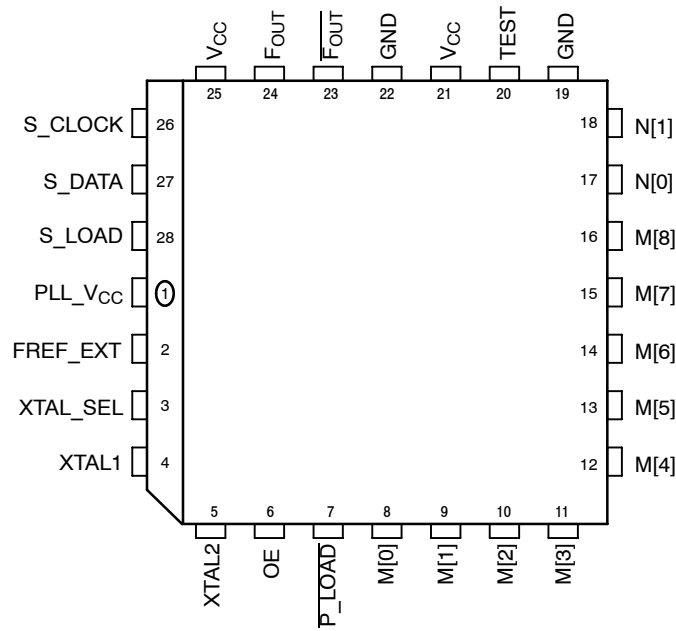 VCC FOUT F̅O̅U̅T̅ GND VCC TEST GND
25 24 23 22 21 20 19
S_CLOCK 26 18 N[1]
S_DATA 27 17 N[0]
S_LOAD 28 16 M[8]
PLL_VCC 1 15 M[7]
FREF_EXT 2 14 M[6]
XTAL_SEL 3 13 M[5]
XTAL1 4 12 M[4]
5 6 7 8 9 10 11
XTAL2 OE P̅_̅L̅O̅A̅D̅ M[0] M[1] M[2] M[3]